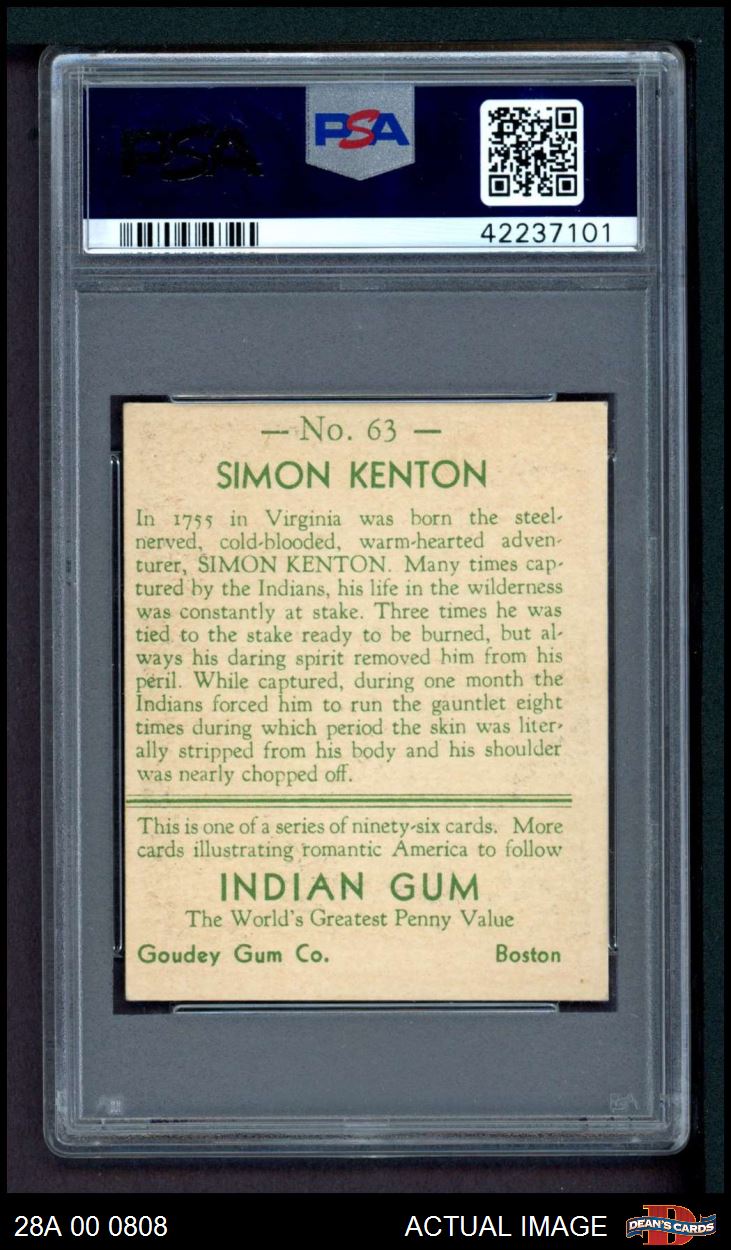 PSA
PSA
42237101
— No. 63 —
SIMON KENTON
In 1755 in Virginia was born the steel-
nerved, cold-blooded, warm-hearted adven-
turer, SIMON KENTON. Many times cap-
tured by the Indians, his life in the wilderness
was constantly at stake. Three times he was
tied to the stake ready to be burned, but al-
ways his daring spirit removed him from his
peril. While captured, during one month the
Indians forced him to run the gauntlet eight
times during which period the skin was liter-
ally stripped from his body and his shoulder
was nearly chopped off.
This is one of a series of ninety-six cards. More
cards illustrating romantic America to follow
INDIAN GUM
The World's Greatest Penny Value
Goudey Gum Co. Boston
PSA
28A 00 0808 ACTUAL IMAGE
D
DEAN'S CARDS